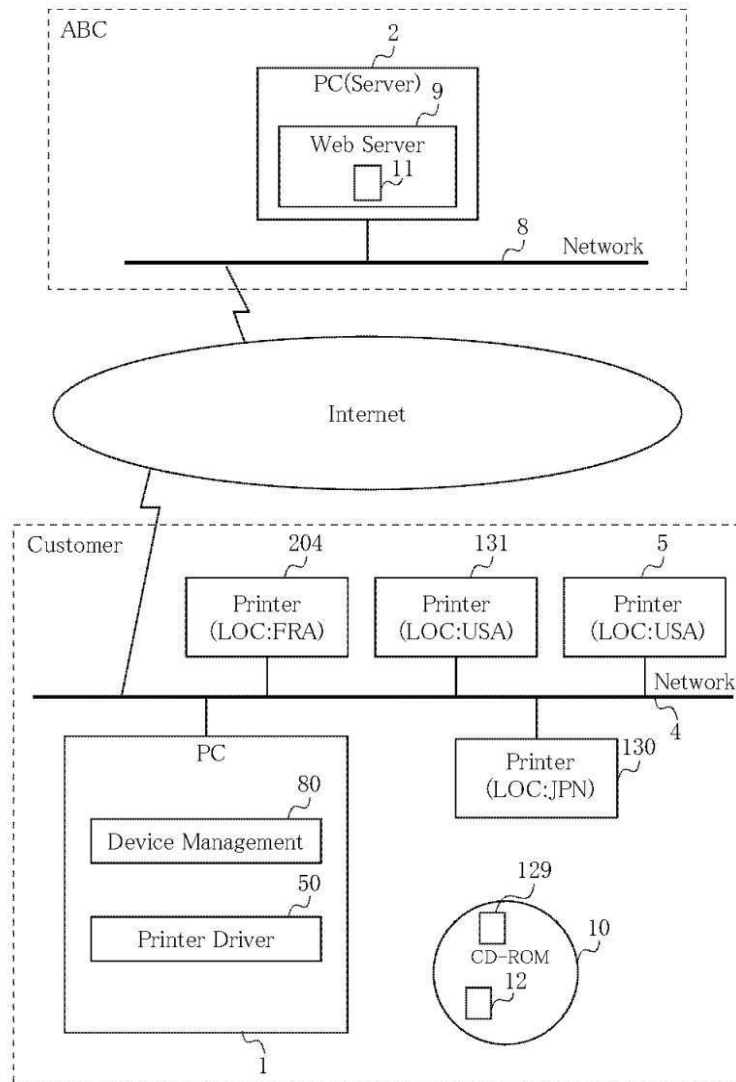 ABC
2
PC(Server)
9
Web Server
11
8
Network
Internet
Customer
204
131
5
Printer
(LOC:FRA)
Printer
(LOC:USA)
Printer
(LOC:USA)
Network
4
PC
130
Printer
(LOC:JPN)
80
Device Management
50
Printer Driver
129
10
CD-ROM
12
1